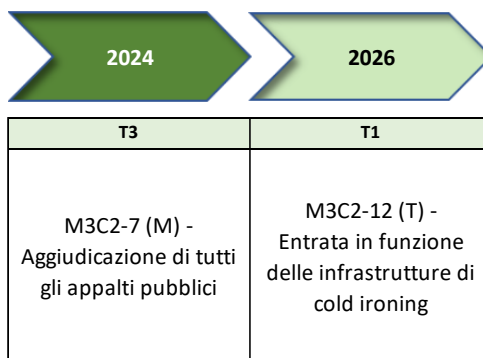 2024
2026
T3
T1
M3C2-7 (M) -
Aggiudicazione di tutti
gli appalti pubblici
M3C2-12 (T) -
Entrata in funzione
delle infrastrutture di
cold ironing